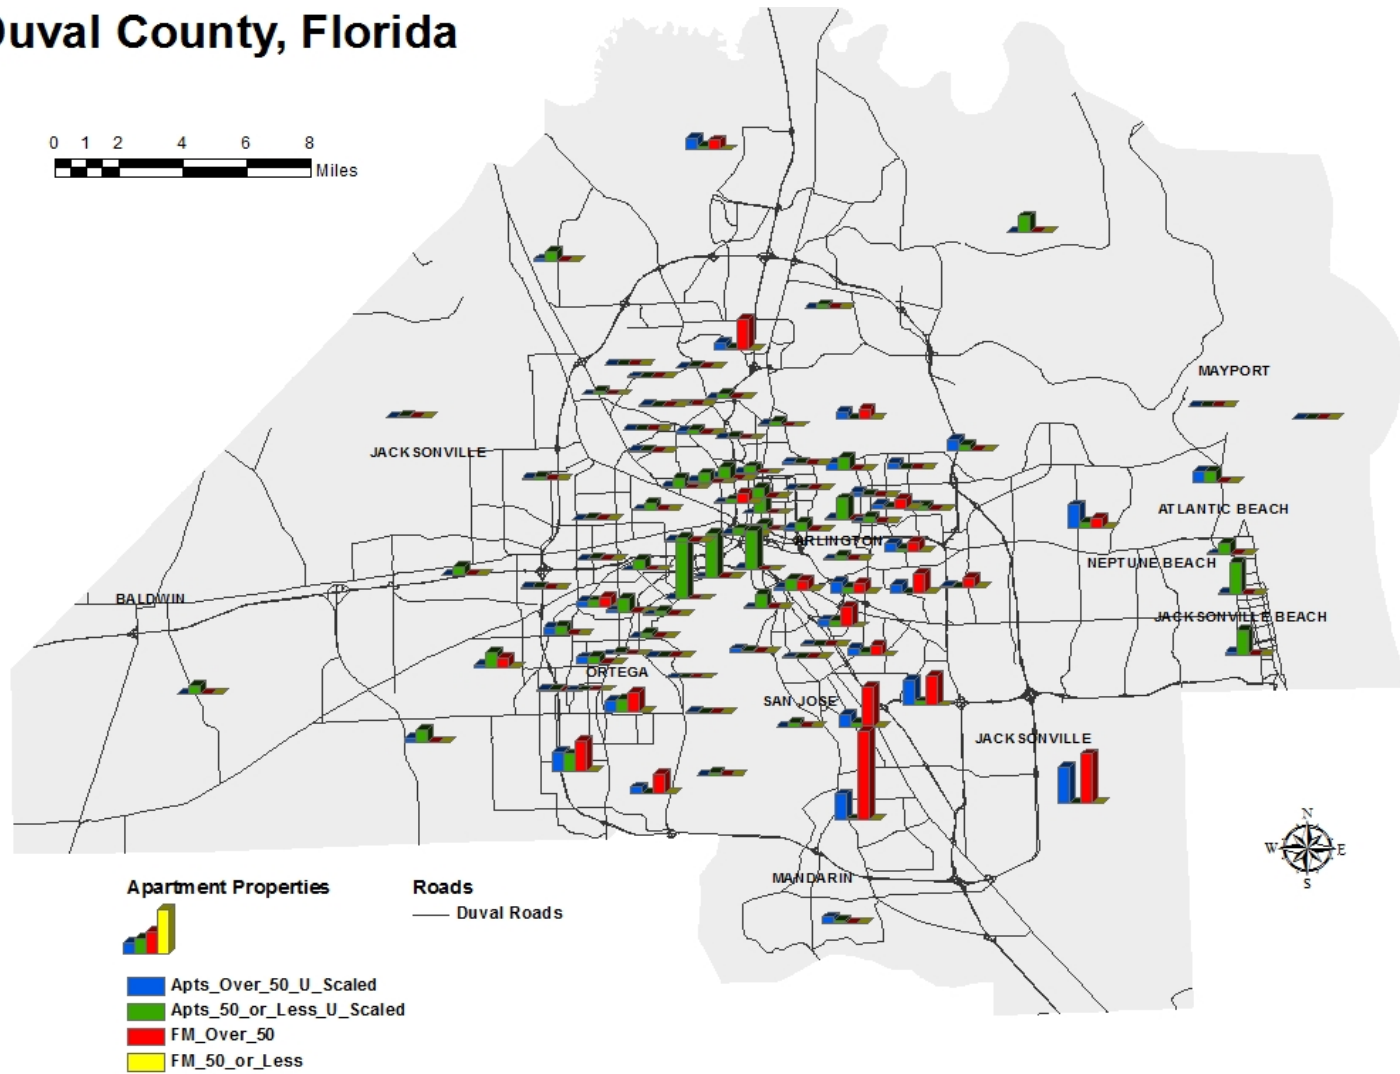 Duval County, Florida
0 1 2 4 6 8
Miles
MAYPORT
JACKSONVILLE
ATLANTIC BEACH
ARLINGTON
NEPTUNE BEACH
BALDWIN
JACKSONVILLE BEACH
ORTEGA
SAN JOSE
JACKSONVILLE
N
W E
S
MANDARIN
Apartment Properties
Roads
Duval Roads
Apts_Over_50_U_Scaled
Apts_50_or_Less_U_Scaled
FM_Over_50
FM_50_or_Less